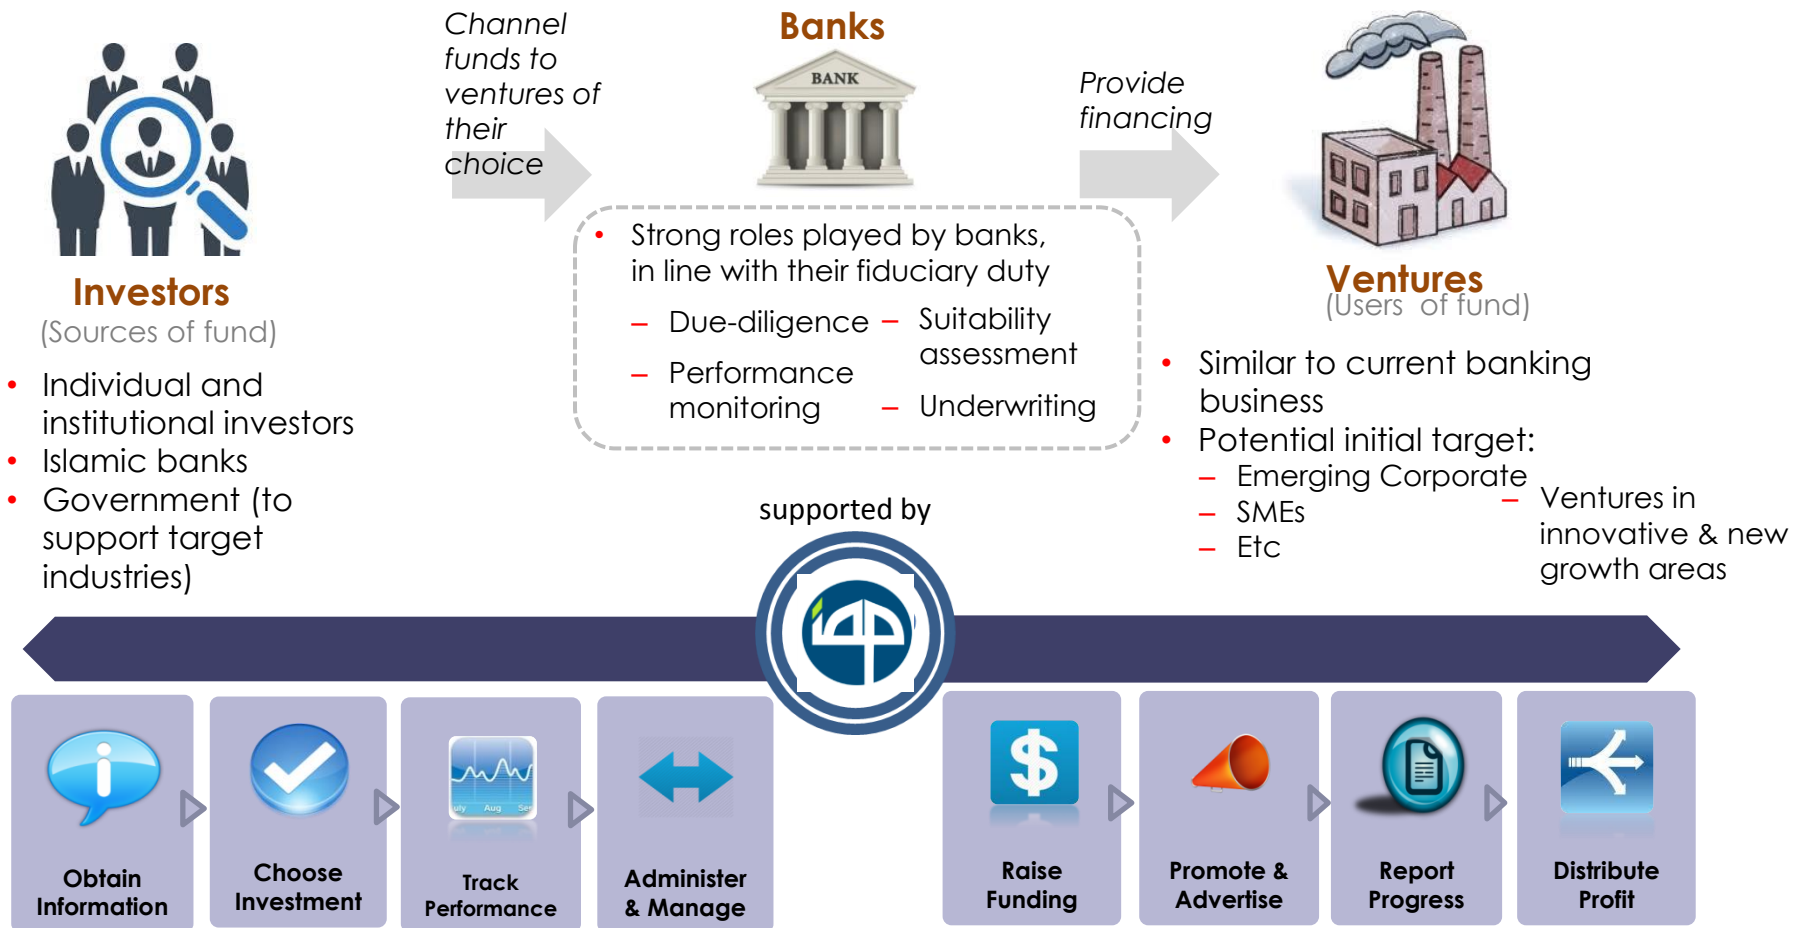 Channel
funds to
ventures of
their
choice
Banks
BANK
Provide
financing
Investors
(Sources of fund)
• Individual and
institutional investors
• Islamic banks
• Government (to
support target
industries)
• Strong roles played by banks,
in line with their fiduciary duty
– Due-diligence
– Performance
monitoring
– Suitability
assessment
– Underwriting
Ventures
(Users of fund)
• Similar to current banking
business
• Potential initial target:
– Emerging Corporate
– SMEs
– Etc
– Ventures in
innovative & new
growth areas
supported by
iap
Obtain
Information
Choose
Investment
July Aug Sep
Track
Performance
Administer
& Manage
$
Raise
Funding
Promote &
Advertise
Report
Progress
Distribute
Profit